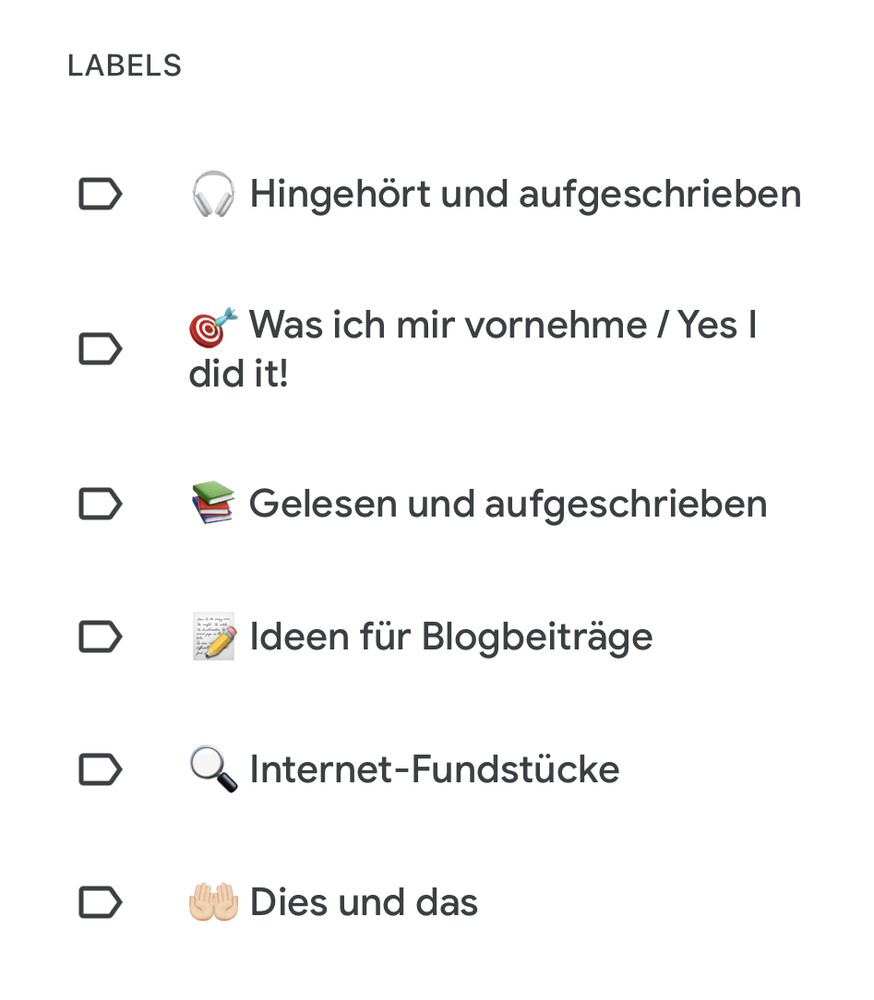 LABELS
🎧 Hingehört und aufgeschrieben
🎯 Was ich mir vornehme / Yes I
did it!
📚 Gelesen und aufgeschrieben
📝 Ideen für Blogbeiträge
🔍 Internet-Fundstücke
🤲🏻 Dies und das